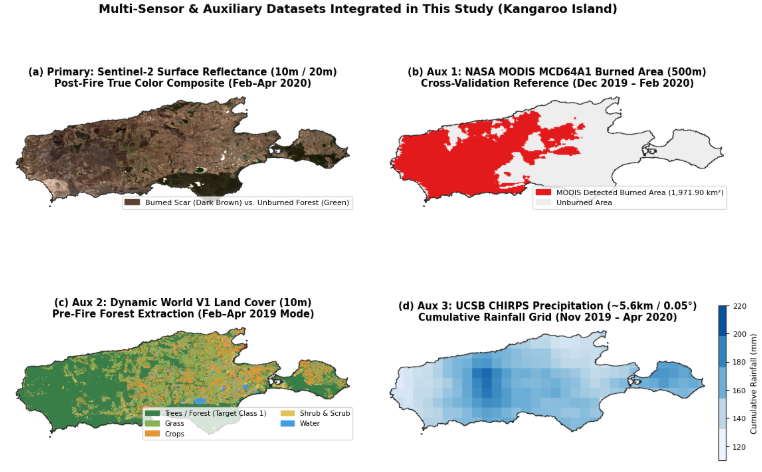 Multi-Sensor & Auxiliary Datasets Integrated in This Study (Kangaroo Island)
(a) Primary: Sentinel-2 Surface Reflectance (10m / 20m)
Post-Fire True Color Composite (Feb–Apr 2020)
Burned Scar (Dark Brown) vs. Unburned Forest (Green)
(b) Aux 1: NASA MODIS MCD64A1 Burned Area (500m)
Cross-Validation Reference (Dec 2019 – Feb 2020)
MODIS Detected Burned Area (1,971.90 km²)
Unburned Area
(c) Aux 2: Dynamic World V1 Land Cover (10m)
Pre-Fire Forest Extraction (Feb–Apr 2019 Mode)
Trees / Forest (Target Class 1)
Grass
Crops
Shrub & Scrub
Water
(d) Aux 3: UCSB CHIRPS Precipitation (~5.6km / 0.05°)
Cumulative Rainfall Grid (Nov 2019 – Apr 2020)
220
200
180
160
140
120
Cumulative Rainfall (mm)